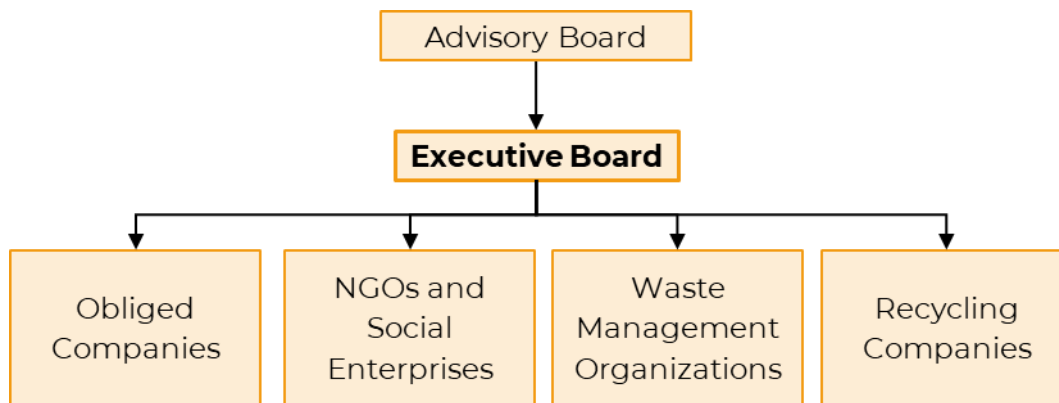 Advisory Board
Executive Board
Obliged
Companies
NGOs and
Social
Enterprises
Waste
Management
Organizations
Recycling
Companies